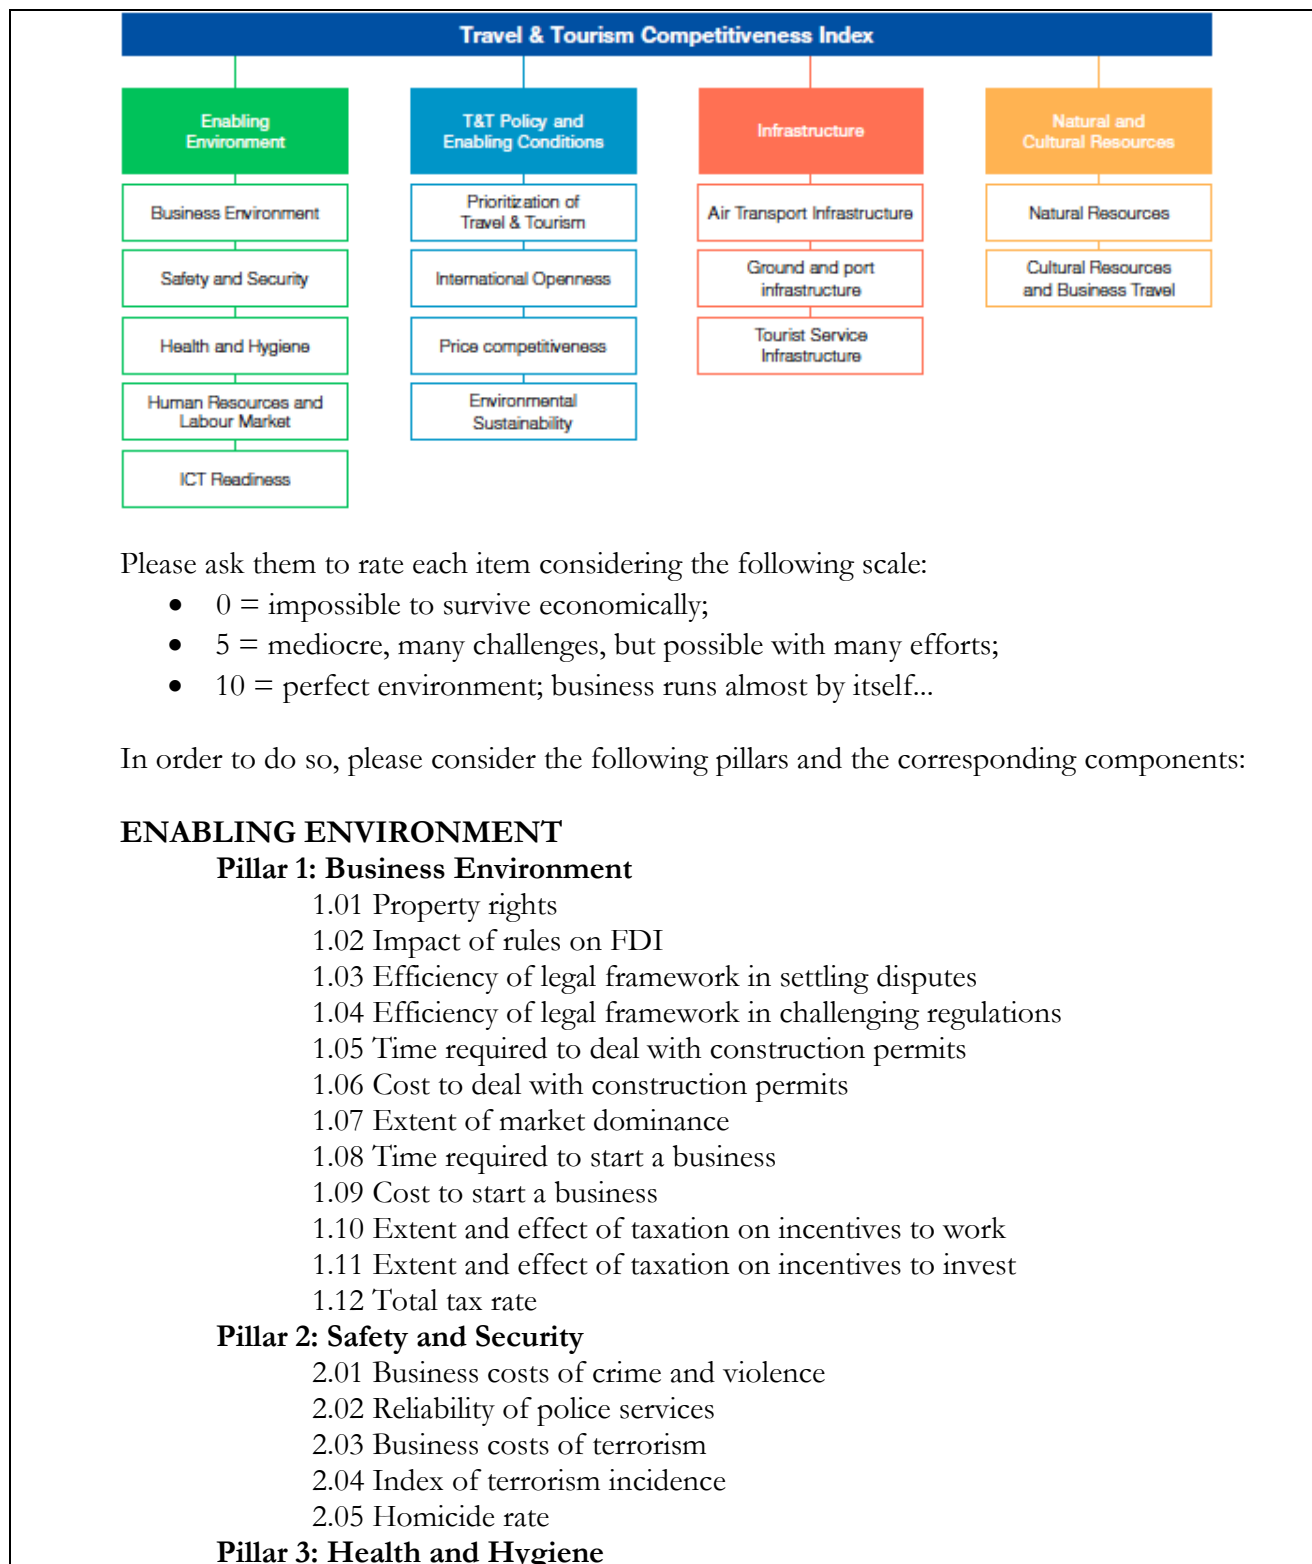 Travel & Tourism Competitiveness Index
Enabling
Environment
Business Environment
Safety and Security
Health and Hygiene
Human Resources and
Labour Market
ICT Readiness
T&T Policy and
Enabling Conditions
Prioritization of
Travel & Tourism
International Openness
Price competitiveness
Environmental
Sustainability
Infrastructure
Air Transport Infrastructure
Ground and port
infrastructure
Tourist Service
Infrastructure
Natural and
Cultural Resources
Natural Resources
Cultural Resources
and Business Travel
Please ask them to rate each item considering the following scale:
• 0 = impossible to survive economically;
• 5 = mediocre, many challenges, but possible with many efforts;
• 10 = perfect environment; business runs almost by itself...
In order to do so, please consider the following pillars and the corresponding components:
ENABLING ENVIRONMENT
Pillar 1: Business Environment
1.01 Property rights
1.02 Impact of rules on FDI
1.03 Efficiency of legal framework in settling disputes
1.04 Efficiency of legal framework in challenging regulations
1.05 Time required to deal with construction permits
1.06 Cost to deal with construction permits
1.07 Extent of market dominance
1.08 Time required to start a business
1.09 Cost to start a business
1.10 Extent and effect of taxation on incentives to work
1.11 Extent and effect of taxation on incentives to invest
1.12 Total tax rate
Pillar 2: Safety and Security
2.01 Business costs of crime and violence
2.02 Reliability of police services
2.03 Business costs of terrorism
2.04 Index of terrorism incidence
2.05 Homicide rate
Pillar 3: Health and Hygiene